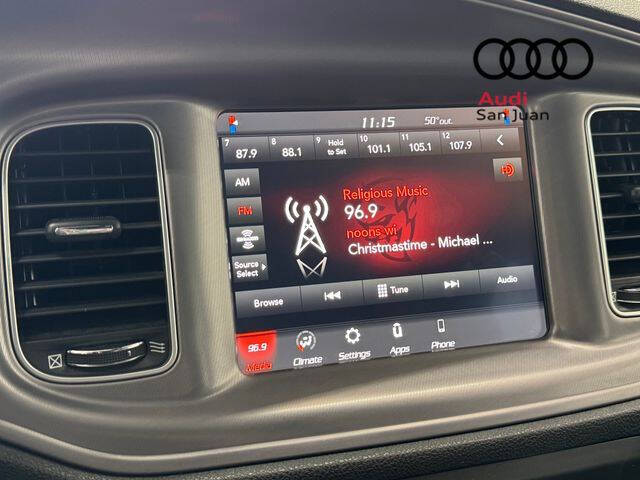 Audi
San Juan
11:15 50° out.
7 8 9 10 11 12
87.9 88.1 Hold to Set 101.1 105.1 107.9
AM
FM
Source Select
Religious Music
96.9
noons wi
Christmastime - Michael ...
Browse Tune Audio
96.9
Media Climate Settings Apps Phone